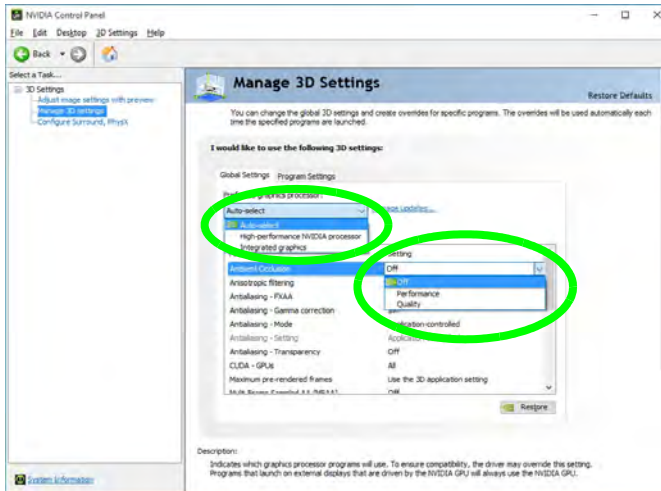 NVIDIA Control Panel
File Edit Desktop 3D Settings Help
Back
Select a Task...
3D Settings
Adjust image settings with preview
Manage 3D settings
Configure Surround, PhysX
Manage 3D Settings
Restore Defaults
You can change the global 3D settings and create overrides for specific programs. The overrides will be used automatically each
time the specified programs are launched.
I would like to use the following 3D settings:
Global Settings Program Settings
Preferred graphics processor:
Auto-select
Auto-select
High-performance NVIDIA processor
Integrated graphics
Setting
Ambient Occlusion Off
Off
Performance
Quality
Anisotropic filtering
Antialiasing - FXAA
Antialiasing - Gamma correction
Antialiasing - Mode Application-controlled
Antialiasing - Setting
Antialiasing - Transparency Off
CUDA - GPUs All
Maximum pre-rendered frames Use the 3D application setting
Restore
Description:
Indicates which graphics processor programs will use. To ensure compatibility, the driver may override this setting.
Programs that launch on external displays that are driven by the NVIDIA GPU will always use the NVIDIA GPU.
System Information